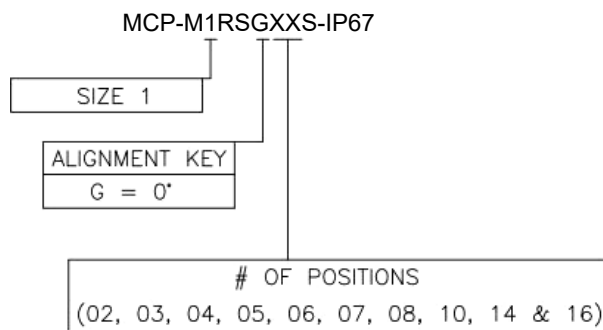 MCP-M1RSGXXS-IP67
SIZE 1
ALIGNMENT KEY
G = 0°
# OF POSITIONS
(02, 03, 04, 05, 06, 07, 08, 10, 14 & 16)